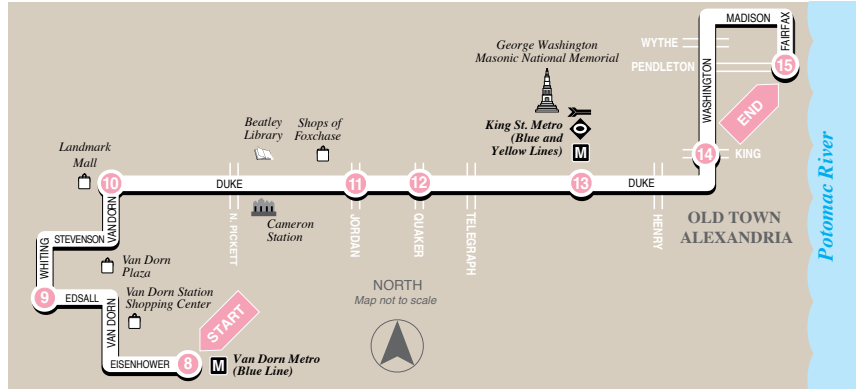 MADISON
FAIRFAX
WYTHE
PENDLETON
15
WASHINGTON
END
14
KING
George Washington
Masonic National Memorial
King St. Metro
(Blue and
Yellow Lines)
M
Beatley
Library
Shops of
Foxchase
Landmark
Mall
10
DUKE
11
12
13
DUKE
VAN DORN
N. PICKETT
Cameron
Station
JORDAN
QUAKER
TELEGRAPH
HENRY
OLD TOWN
ALEXANDRIA
Potomac River
STEVENSON
WHITING
Van Dorn
Plaza
9
EDSALL
VAN DORN
Van Dorn Station
Shopping Center
START
EISENHOWER
8
M
Van Dorn Metro
(Blue Line)
NORTH
Map not to scale